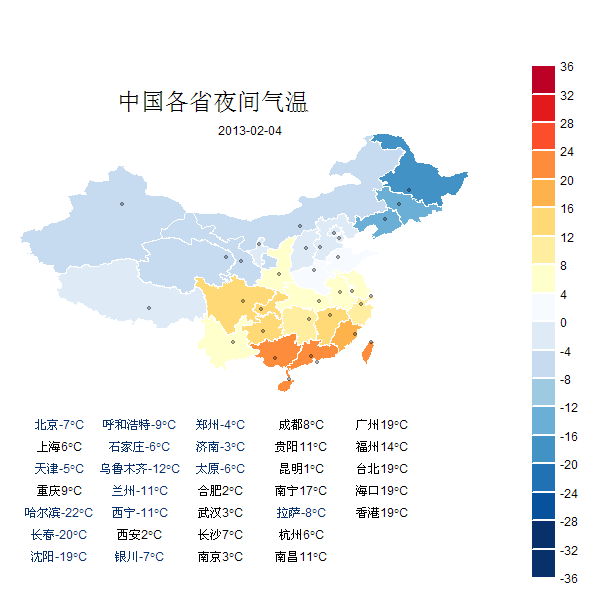 中国各省夜间气温
2013-02-04
36
32
28
24
20
16
12
8
4
0
-4
-8
-12
-16
-20
-24
-28
-32
-36
北京-7°C 呼和浩特-9°C 郑州-4°C 成都8°C 广州19°C
上海6°C 石家庄-6°C 济南-3°C 贵阳11°C 福州14°C
天津-5°C 乌鲁木齐-12°C 太原-6°C 昆明1°C 台北19°C
重庆9°C 兰州-11°C 合肥2°C 南宁17°C 海口19°C
哈尔滨-22°C 西宁-11°C 武汉3°C 拉萨-8°C 香港19°C
长春-20°C 西安2°C 长沙7°C 杭州6°C
沈阳-19°C 银川-7°C 南京3°C 南昌11°C